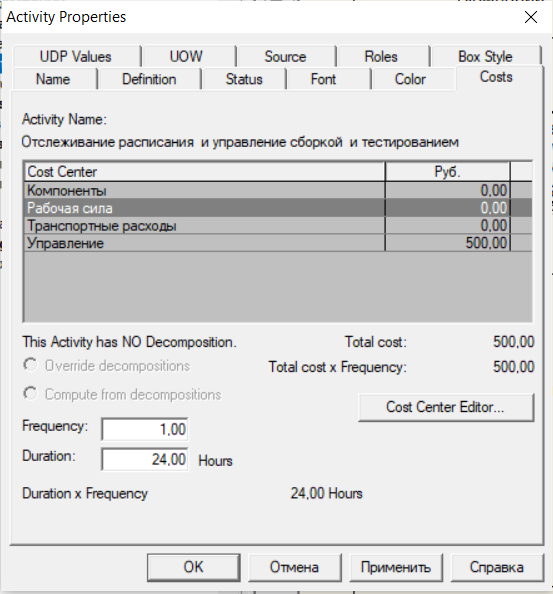 Activity Properties
UDP Values UOW Source Roles Box Style
Name Definition Status Font Color Costs
Activity Name:
Отслеживание расписания и управление сборкой и тестированием
Cost Center Руб.
Компоненты 0,00
Рабочая сила 0,00
Транспортные расходы 0,00
Управление 500,00
This Activity has NO Decomposition. Total cost: 500,00
Override decompositions Total cost x Frequency: 500,00
Compute from decompositions
Cost Center Editor...
Frequency: 1,00
Duration: 24,00 Hours
Duration x Frequency 24,00 Hours
OK Отмена Применить Справка